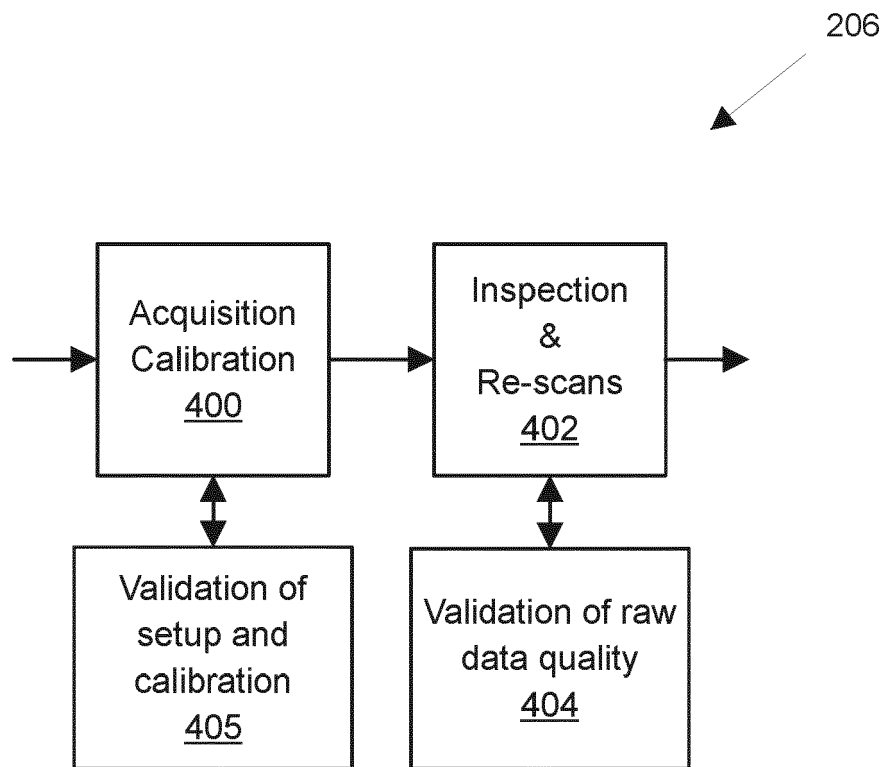 206
Acquisition
Calibration
400
Inspection
&
Re-scans
402
Validation of
setup and
calibration
405
Validation of raw
data quality
404